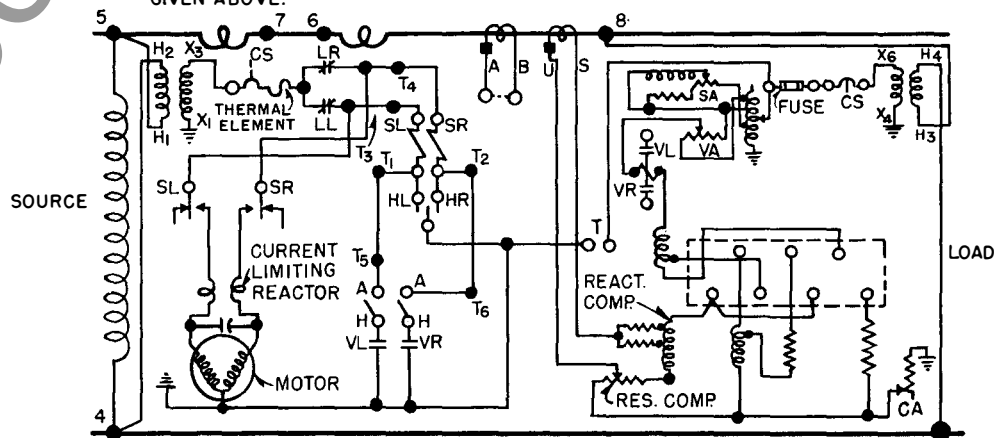 GIVEN ABOVE.
5 7 6 8
H2 X3 CS LR A B U S X6 H4
T4 SA FUSE CS
H1 X1 THERMAL ELEMENT LL SL SR VA X4 H3
T3 VL
T1 T2
SL SR VR
SOURCE HL HR
T
CURRENT LIMITING REACTOR T5 LOAD
A A REACT. COMP.
T6
H H
VL VR
MOTOR
RES. COMP. CA
4